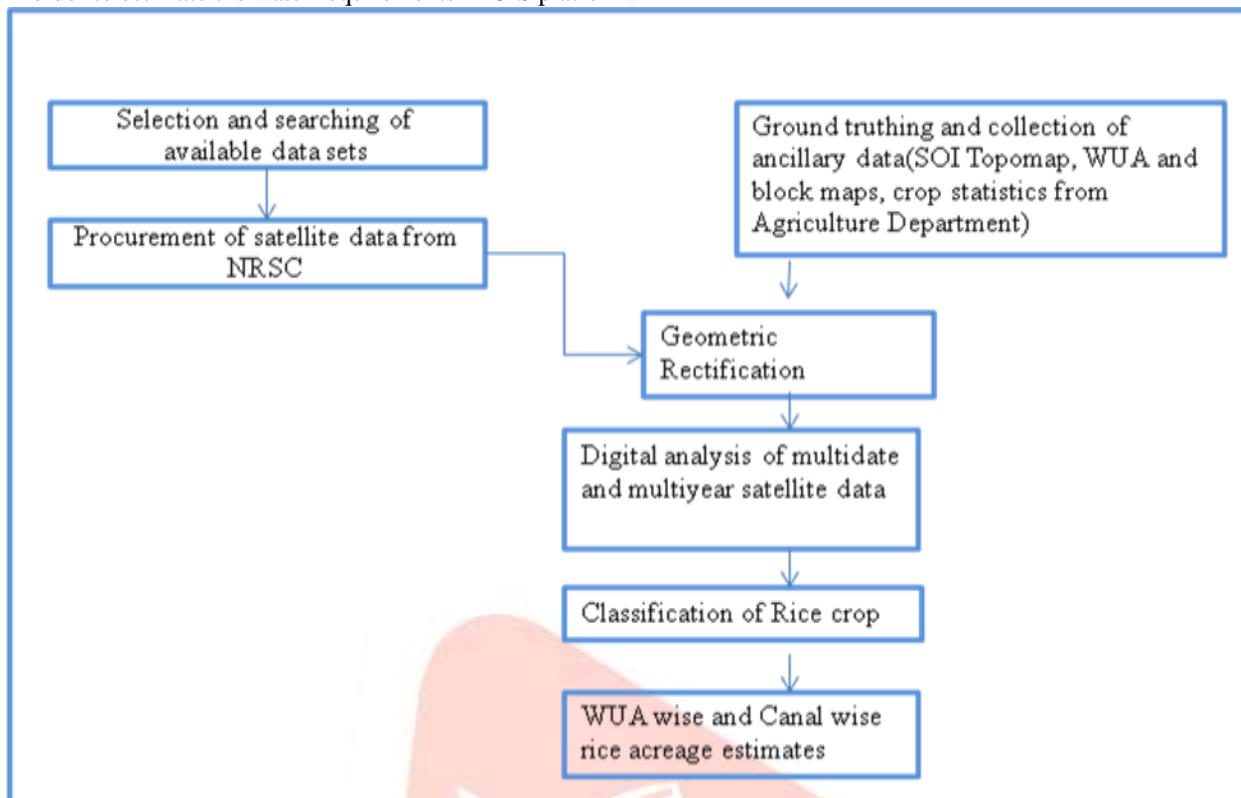 Selection and searching of
available data sets
Procurement of satellite data from
NRSC
Ground truthing and collection of
ancillary data(SOI Topomap, WUA and
block maps, crop statistics from
Agriculture Department)
Geometric
Rectification
Digital analysis of multidate
and multiyear satellite data
Classification of Rice crop
WUA wise and Canal wise
rice acreage estimates